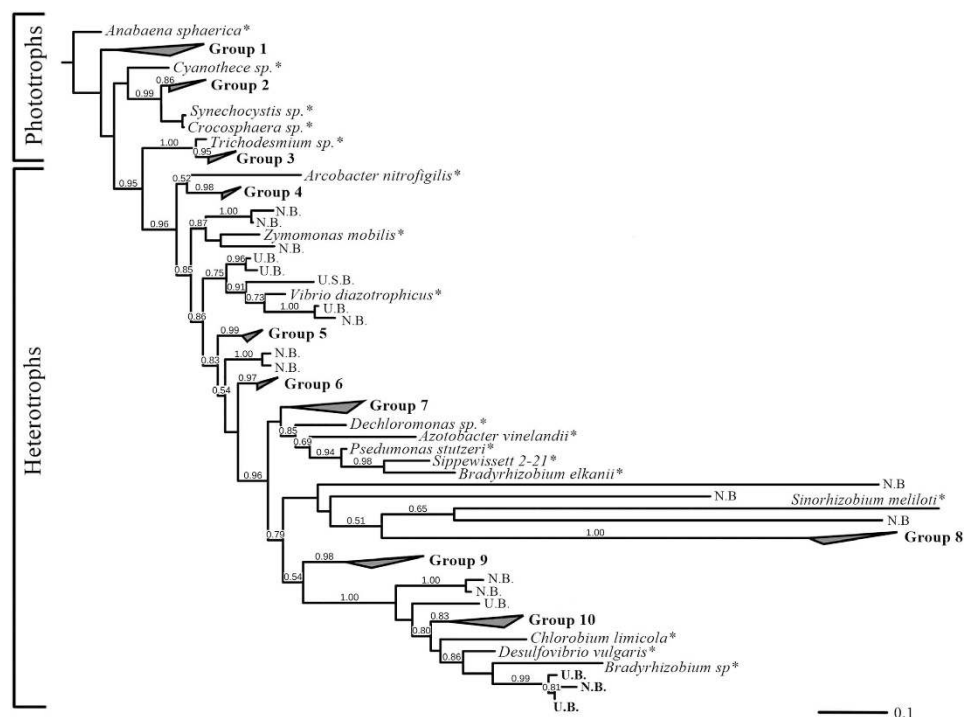 Phototrophs
Anabaena sphaerica*
Group 1
Cyanothece sp.*
0.86
Group 2
0.99
Synechocystis sp.*
Crocosphaera sp.*
1.00
Trichodesmium sp.*
0.95
Group 3
Heterotrophs
0.95
0.52
Arcobacter nitrofigilis*
0.98
Group 4
0.96
1.00
N.B.
N.B.
0.87
Zymomonas mobilis*
N.B.
0.85
0.96
U.B.
U.B.
0.75
U.S.B.
0.91
0.73
Vibrio diazotrophicus*
1.00
U.B.
N.B.
0.86
0.99
Group 5
0.83
1.00
N.B.
N.B.
0.97
Group 6
0.54
Group 7
0.85
Dechloromonas sp.*
0.69
Azotobacter vinelandii*
0.94
Psedumonas stutzeri*
0.98
Sippewissett 2-21*
Bradyrhizobium elkanii*
0.96
N.B
N.B
0.65
Sinorhizobium meliloti*
0.51
N.B
1.00
Group 8
0.79
0.98
Group 9
0.54
1.00
1.00
N.B.
N.B.
U.B.
0.83
Group 10
0.80
Chlorobium limicola*
0.86
Desulfovibrio vulgaris*
Bradyrhizobium sp*
0.99
U.B.
0.81
N.B.
U.B.
0.1